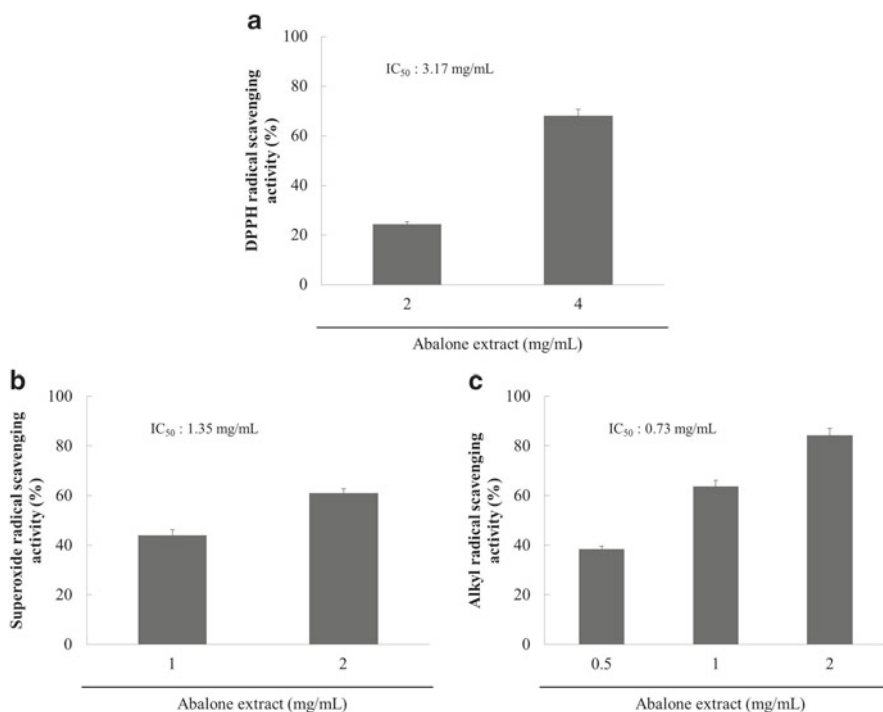 a
DPPH radical scavenging
activity (%)
100
80
60
40
20
0
IC₅₀ : 3.17 mg/mL
2 4
Abalone extract (mg/mL)
b
Superoxide radical scavenging
activity (%)
100
80
60
40
20
0
IC₅₀ : 1.35 mg/mL
1 2
Abalone extract (mg/mL)
c
Alkyl radical scavenging
activity (%)
100
80
60
40
20
0
IC₅₀ : 0.73 mg/mL
0.5 1 2
Abalone extract (mg/mL)